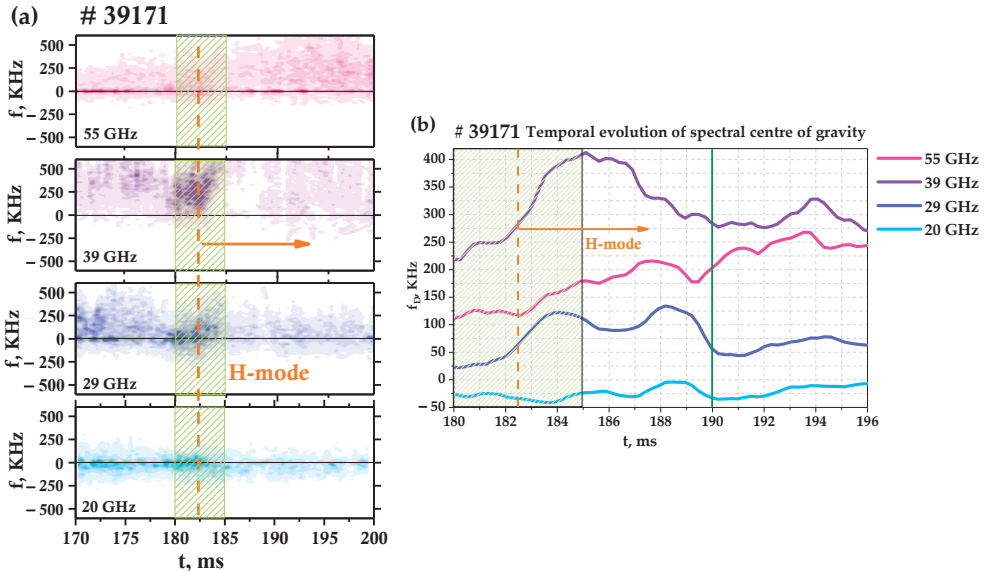 (a) # 39171
500
250
0
−250
−500
f, KHz
55 GHz
500
250
0
−250
−500
f, KHz
39 GHz
500
250
0
−250
−500
f, KHz
29 GHz
H-mode
500
250
0
−250
−500
f, KHz
20 GHz
170 175 180 185 190 195 200
t, ms
(b)
# 39171 Temporal evolution of spectral centre of gravity
400
350
300
250
200
150
100
50
0
−50
f_D, KHz
H-mode
180 182 184 186 188 190 192 194 196
t, ms
55 GHz
39 GHz
29 GHz
20 GHz